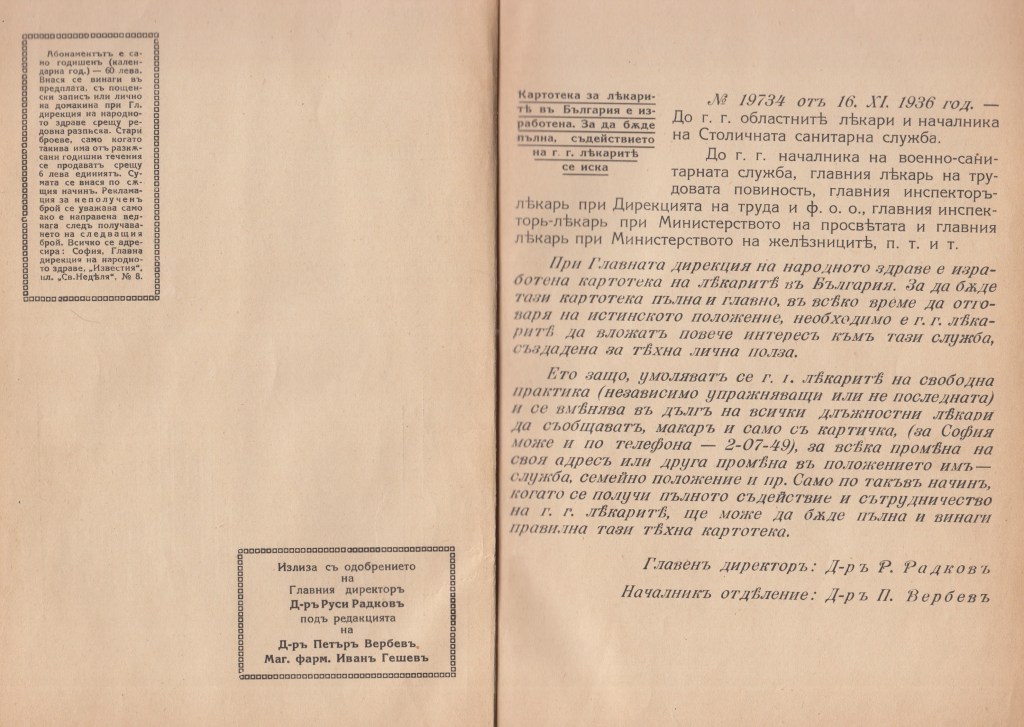 Абонаментътъ е са-
мо годишенъ (кален-
дарна год.) — 60 лева.
Внася се винаги въ
предплата, съ пощен-
ски записъ или лично
на домакина при Гл.
дирекция на народно-
то здраве срещу ре-
довна разписка. Стари
броеве, само когато
такива има отъ разкѫ-
сани годишни течения
се продаватъ срещу
6 лева единиятъ. Су-
мата се внася по сѫ-
щия начинъ. Рекламa-
ция за неполученъ
брой се уважава само
ако е направена вед-
нага следъ получава-
нето на следващия
брой. Всичко се адре-
сира: София, Главна
дирекция на народно-
то здраве, „Известия“,
пл. „Св.Недѣля“. № 8.
Излиза съ одобрението
на
Главния директоръ
Д-ръ Руси Радковъ
подъ редакцията
на
Д-ръ Петъръ Вербевъ,
Маг. фарм. Иванъ Гешевъ
Картотека за лѣкари-
тѣ въ България е из-
работена. За да бѫде
пълна, съдействието
на г. г. лѣкаритѣ
се иска
№ 19734 отъ 16. XI. 1936 год. —
До г. г. областнитѣ лѣкари и началника
на Столичната санитарна служба.
До г. г. началника на военно-сани-
тарната служба, главния лѣкарь на тру-
довата повиность, главния инспекторъ-
лѣкарь при Дирекцията на труда и ф. о. о., главния инспек-
торъ-лѣкарь при Министерството на просвѣтата и главния
лѣкарь при Министерството на желѣзницитѣ, п. т. и т.
При Главната дирекция на народното здраве е изра-
ботена картотека на лѣкаритѣ въ България. За да бѫде
тази картотека пълна и главно, въ всѣко време да отго-
варя на истинското положение, необходимо е г. г. лѣка-
ритѣ да вложатъ повече интересъ къмъ тази служба,
създадена за тѣхна лична полза.
Ето защо, умоляватъ се г. г. лѣкаритѣ на свободна
практика (независимо упражняващи или не последната)
и се вмѣнява въ дългъ на всички длъжностни лѣкари
да съобщаватъ, макаръ и само съ картичка, (за София
може и по телефона — 2-07-49), за всѣка промѣна на
своя адресъ или друга промѣна въ положението имъ —
служба, семейно положение и пр. Само по такъвъ начинъ,
когато се получи пълното съдействие и сътрудничество
на г. г. лѣкаритѣ, ще може да бѫде пълна и винаги
правилна тази тѣхна картотека.
Главенъ директоръ: Д-ръ Р. Радковъ
Началникъ отдѣление: Д-ръ П. Вербевъ